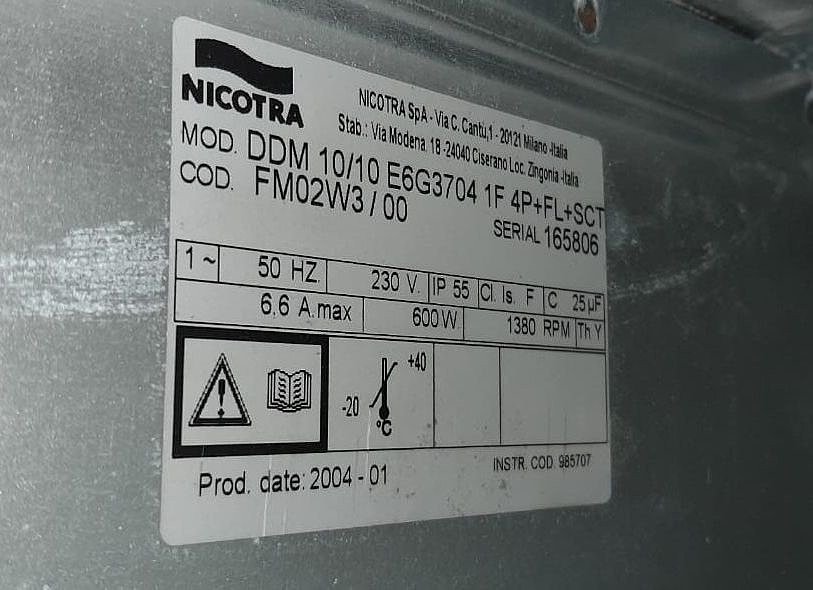 NICOTRA
NICOTRA SpA - Via C. Cantù,1 - 20121 Milano -Italia
Stab.: Via Modena 18 -24040 Ciserano Loc. Zingonia -Italia
MOD. DDM 10/10 E6G3704 1F 4P+FL+SCT
COD. FM02W3 / 00
SERIAL 165806
1 ~ 50 HZ. 230 V. IP 55 Cl. Is. F C 25 µF
6,6 A.max 600 W. 1380 RPM Th Y
+40
-20
°C
Prod. date: 2004 - 01
INSTR. COD. 985707